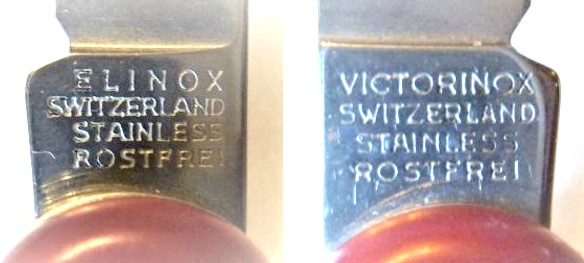 ELINOX
SWITZERLAND
STAINLESS
ROSTFREI
VICTORINOX
SWITZERLAND
STAINLESS
ROSTFREI